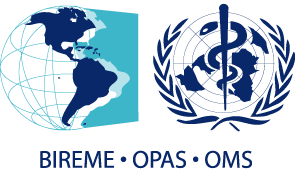 BIREME • OPAS • OMS